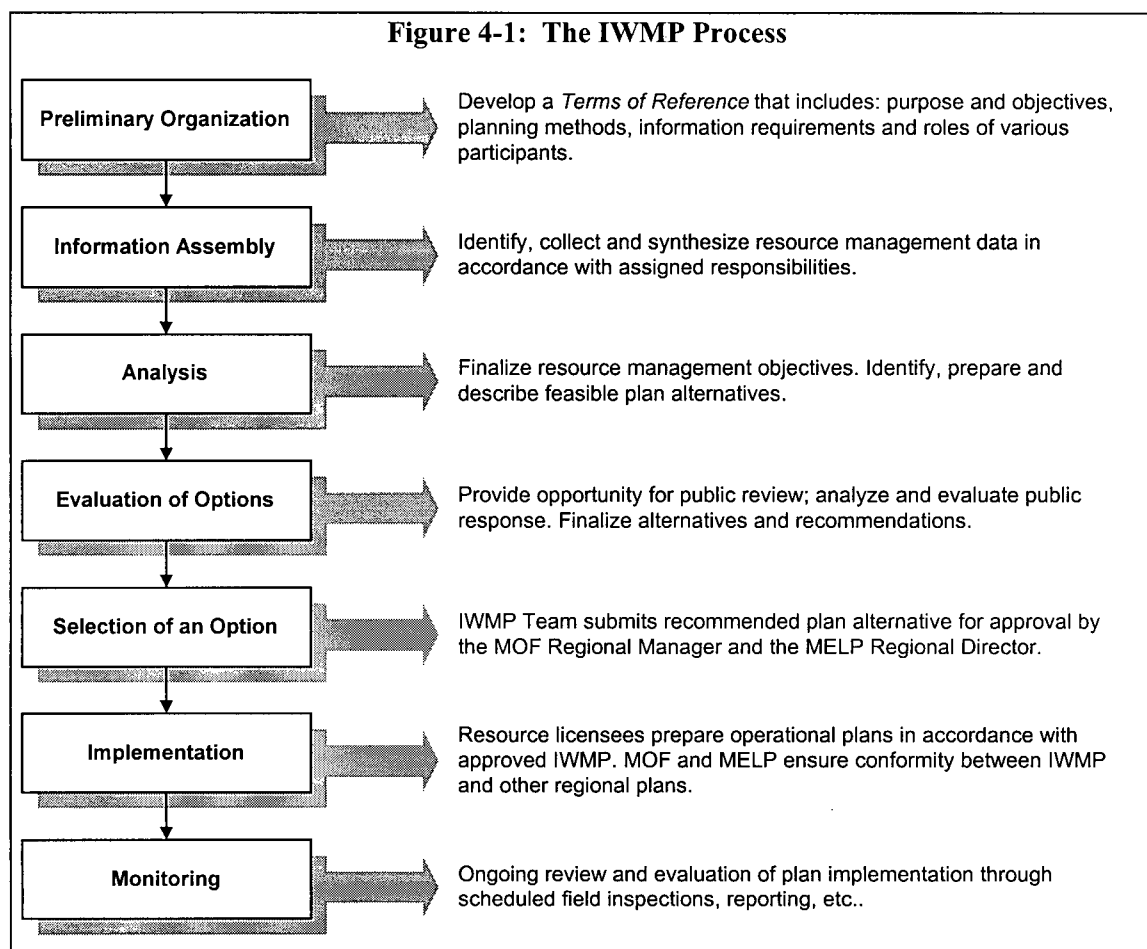 Figure 4-1: The IWMP Process
Preliminary Organization
Develop a Terms of Reference that includes: purpose and objectives,
planning methods, information requirements and roles of various
participants.
Information Assembly
Identify, collect and synthesize resource management data in
accordance with assigned responsibilities.
Analysis
Finalize resource management objectives. Identify, prepare and
describe feasible plan alternatives.
Evaluation of Options
Provide opportunity for public review; analyze and evaluate public
response. Finalize alternatives and recommendations.
Selection of an Option
IWMP Team submits recommended plan alternative for approval by
the MOF Regional Manager and the MELP Regional Director.
Implementation
Resource licensees prepare operational plans in accordance with
approved IWMP. MOF and MELP ensure conformity between IWMP
and other regional plans.
Monitoring
Ongoing review and evaluation of plan implementation through
scheduled field inspections, reporting, etc..